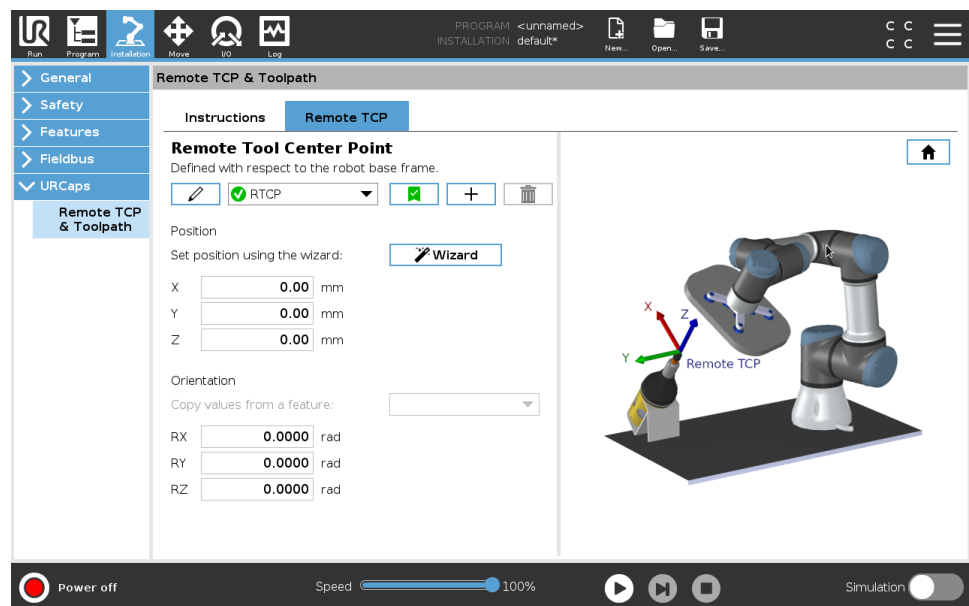 PROGRAM <unnamed>
INSTALLATION default*
Run Program Installation Move I/O Log New... Open... Save...
C C
C C
General
Safety
Features
Fieldbus
URCaps
Remote TCP
& Toolpath
Remote TCP & Toolpath
Instructions Remote TCP
Remote Tool Center Point
Defined with respect to the robot base frame.
RTCP
Position
Set position using the wizard: Wizard
X 0.00 mm
Y 0.00 mm
Z 0.00 mm
Orientation
Copy values from a feature:
RX 0.0000 rad
RY 0.0000 rad
RZ 0.0000 rad
X
Z
Y
Remote TCP
Power off Speed 100% Simulation